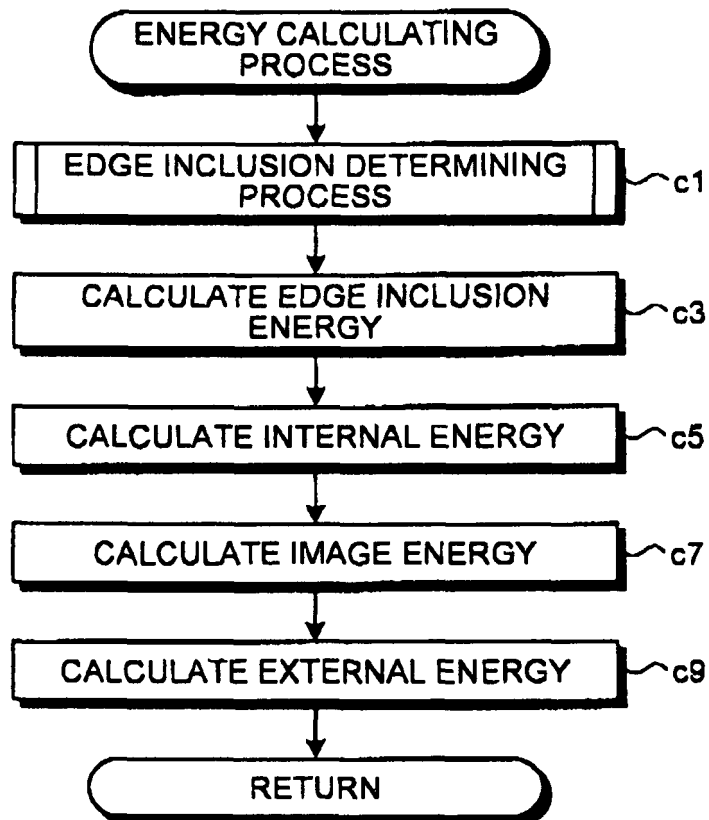 ENERGY CALCULATING
PROCESS
EDGE INCLUSION DETERMINING
PROCESS
c1
CALCULATE EDGE INCLUSION
ENERGY
c3
CALCULATE INTERNAL ENERGY
c5
CALCULATE IMAGE ENERGY
c7
CALCULATE EXTERNAL ENERGY
c9
RETURN